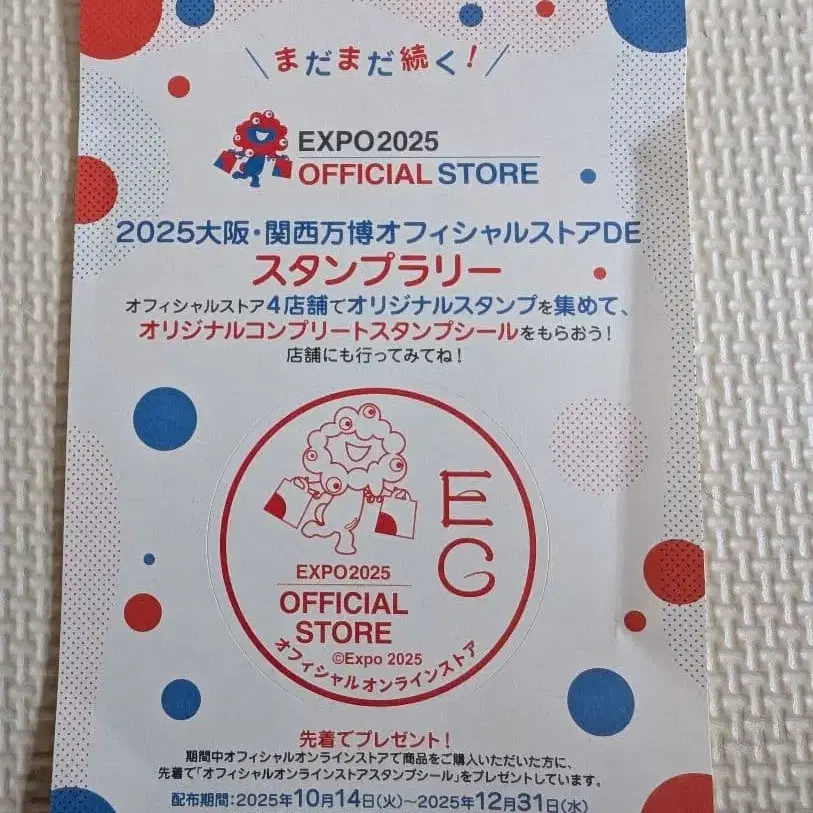 まだまだ続く!
EXPO2025
OFFICIAL STORE
2025大阪・関西万博オフィシャルストアDE
スタンプラリー
オフィシャルストア4店舗でオリジナルスタンプを集めて、
オリジナルコンプリートスタンプシールをもらおう!
店舗にも行ってみてね!
EC
EXPO2025
OFFICIAL
STORE
©Expo 2025
オフィシャルオンラインストア
先着でプレゼント!
期間中オフィシャルオンラインストアで商品をご購入いただいた方に、
先着で「オフィシャルオンラインストアスタンプシール」をプレゼントしています。
配布期間:2025年10月14日(火)~2025年12月31日(水)